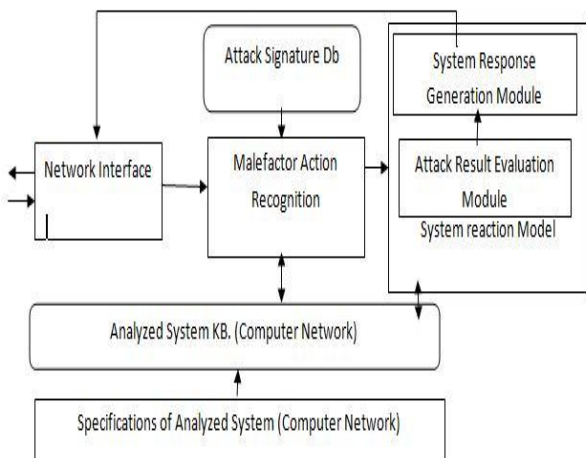 Attack Signature Db
System Response
Generation Module
Network Interface
Malefactor Action
Recognition
Attack Result Evaluation
Module
System reaction Model
Analyzed System KB. (Computer Network)
Specifications of Analyzed System (Computer Network)